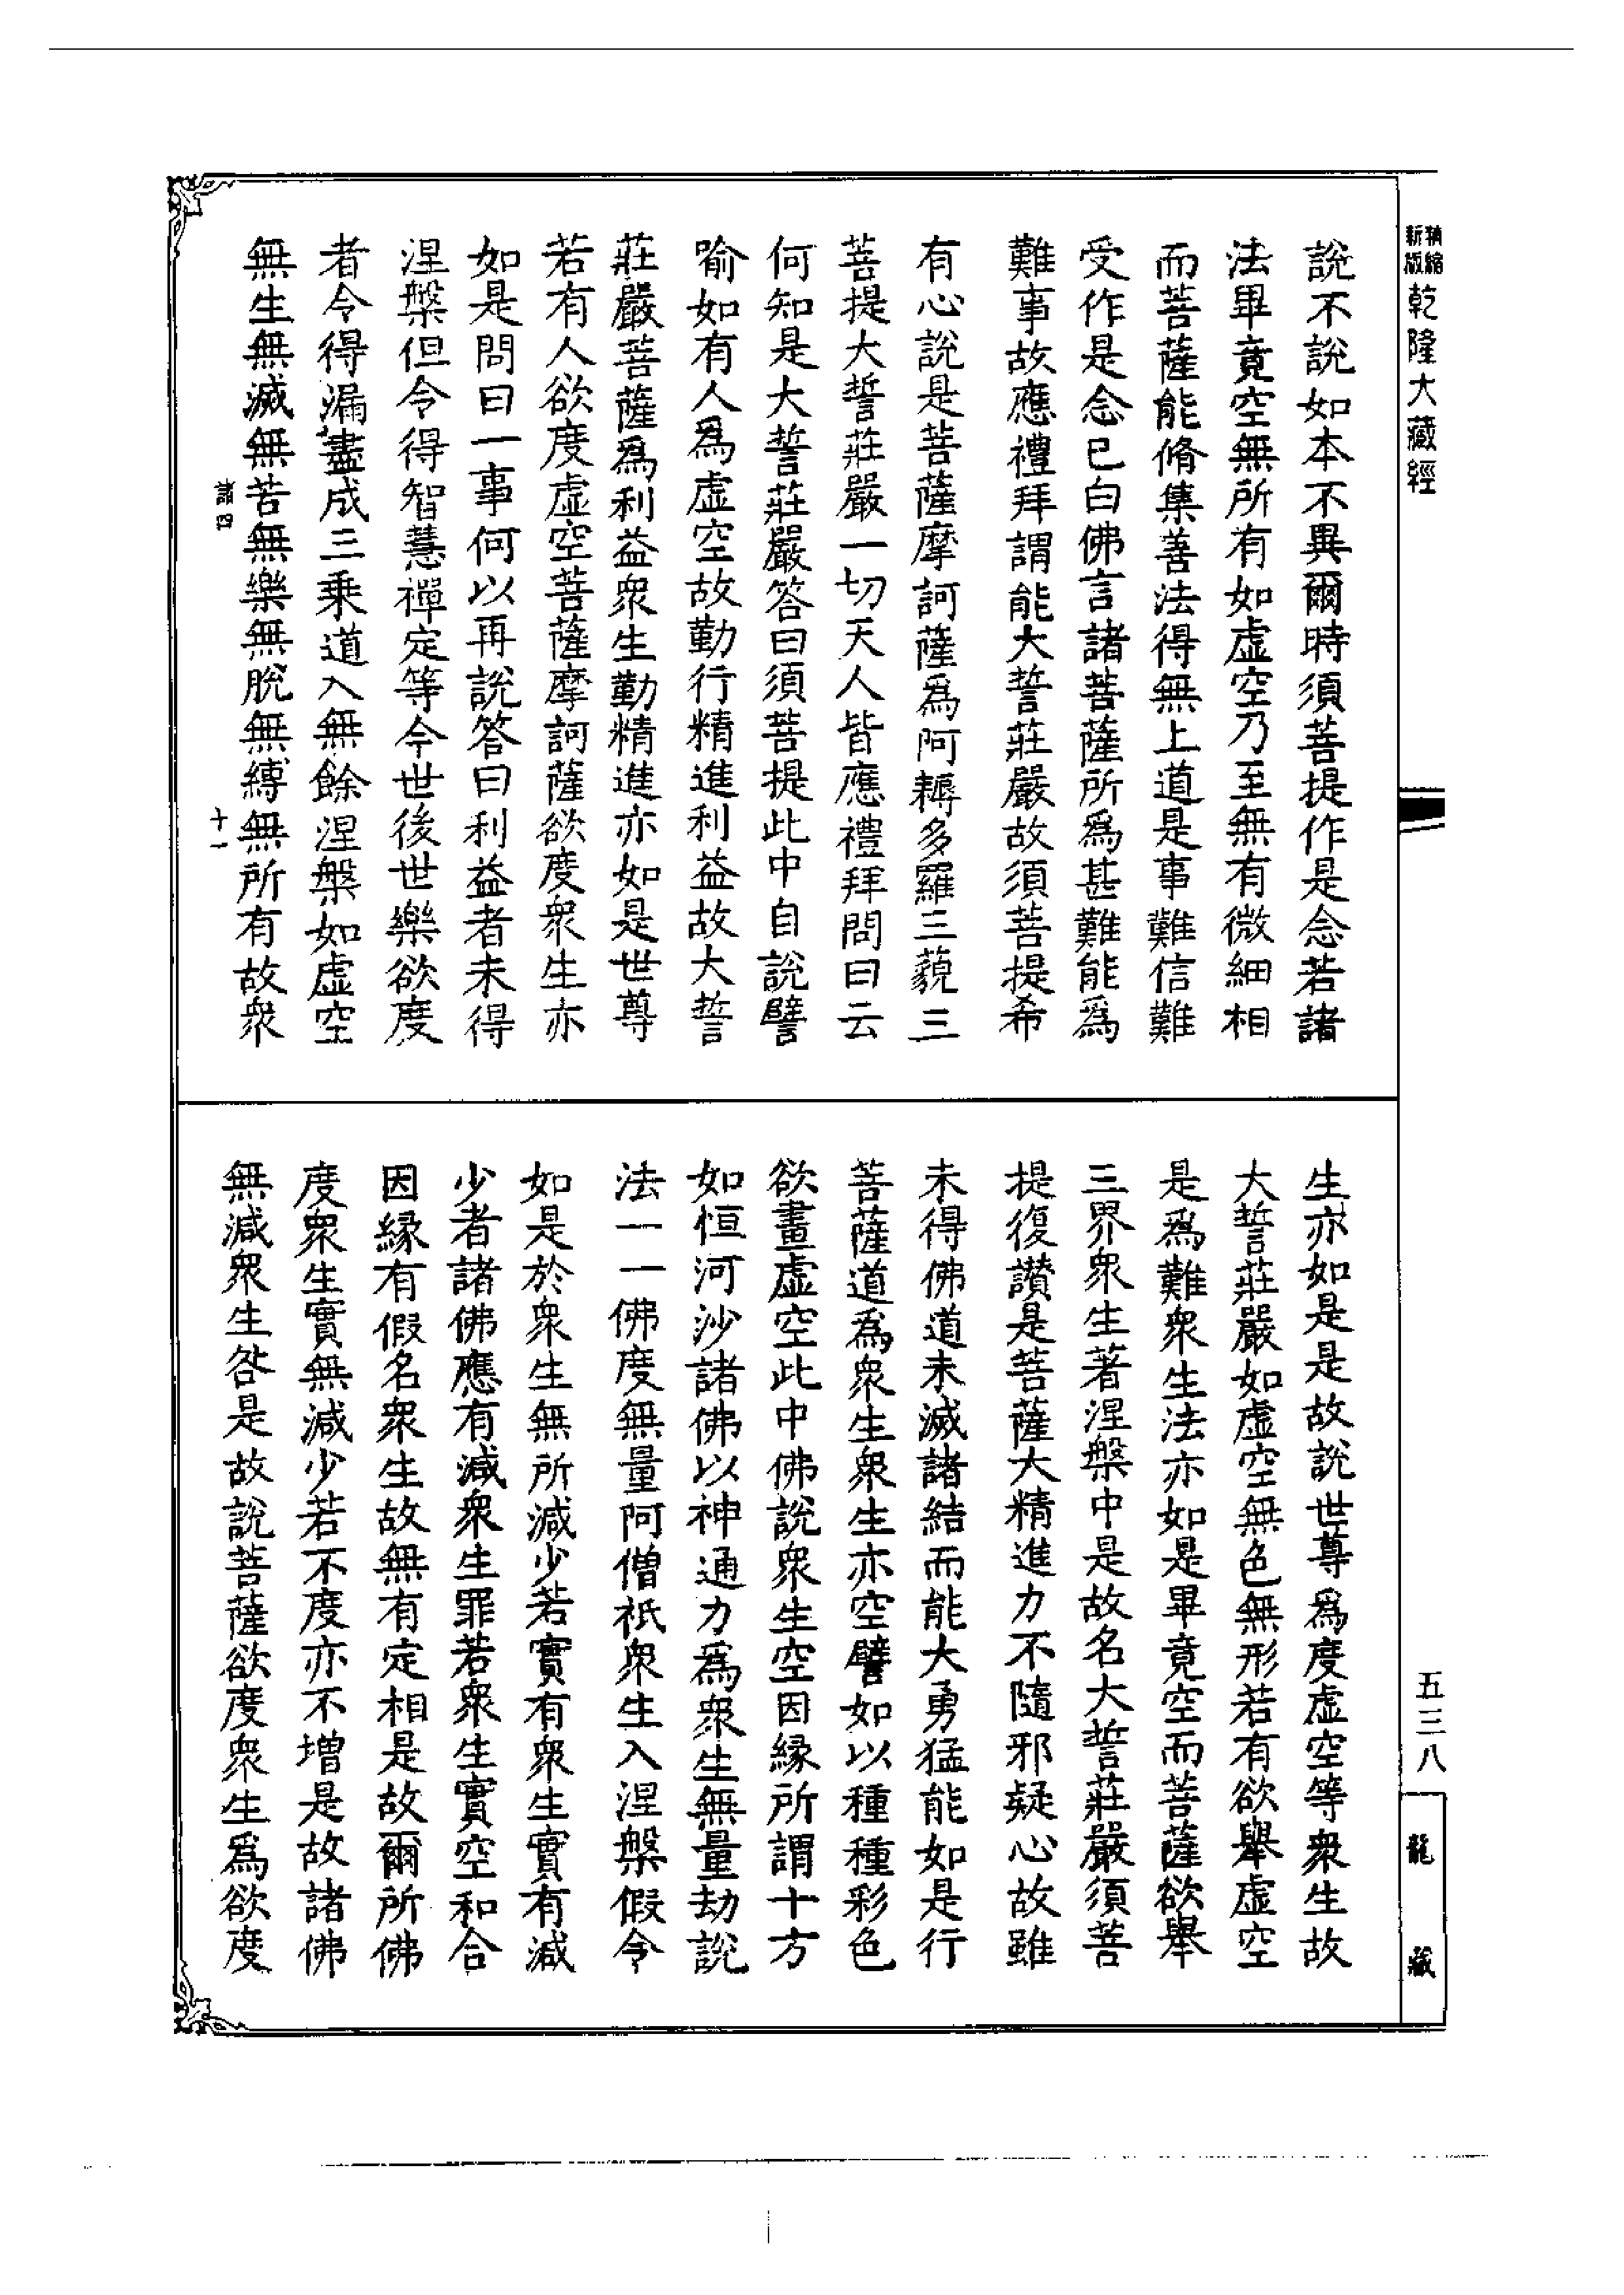 精縮新版乾隆大藏經
說不說如本不異爾時須菩提作是念若諸
法畢竟空無所有如虛空乃至無有微細相
而菩薩能脩集善法得無上道是事難信難
受作是念已白佛言諸菩薩所爲甚難能爲
難事故應禮拜謂能大誓莊嚴故須菩提希
有心說是菩薩摩訶薩爲阿耨多羅三藐三
菩提大誓莊嚴一切天人皆應禮拜問曰云
何知是大誓莊嚴答曰須菩提此中自說譬
喻如有人爲虛空故勤行精進利益故大誓
莊嚴菩薩爲利益衆生勤精進亦如是世尊
若有人欲度虛空菩薩摩訶薩欲度衆生亦
如是問曰一事何以再說答曰利益者未得
涅槃但令得智慧禪定等今世後世樂欲度
者令得漏盡成三乘道入無餘涅槃如虛空
無生無滅無苦無樂無脫無縛無所有故衆
諸四
十一
生亦如是是故說世尊爲度虛空等衆生故
大誓莊嚴如虛空無色無形若有欲舉虛空
是爲難衆生法亦如是畢竟空而菩薩欲舉
三界衆生著涅槃中是故名大誓莊嚴須菩
提復讚是菩薩大精進力不隨邪疑心故雖
未得佛道未滅諸結而能大勇猛能如是行
菩薩道爲衆生衆生亦空譬如以種種彩色
欲畫虛空此中佛說衆生空因緣所謂十方
如恒河沙諸佛以神通力爲衆生無量劫說
法一一佛度無量阿僧祇衆生入涅槃假令
如是於衆生無所減少若實有衆生實有減
少者諸佛應有減衆生罪若衆生實空和合
因緣有假名衆生故無有定相是故爾所佛
度衆生實無減少若不度亦不增是故諸佛
無減衆生咎是故說菩薩欲度衆生爲欲度
五三八
龍藏